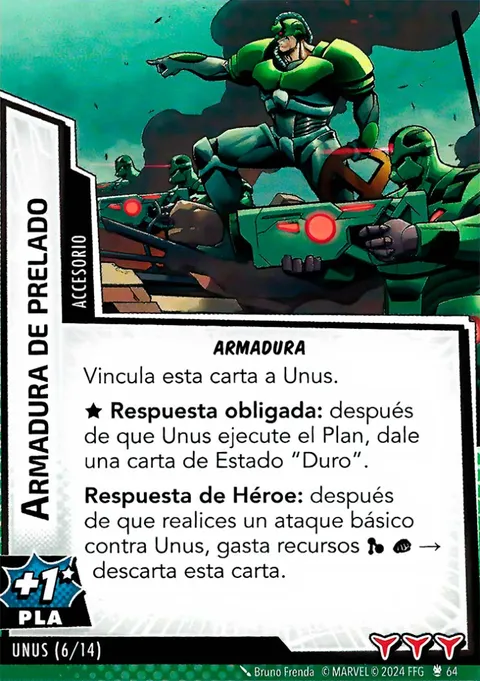 ARMADURA DE PRELADO
ACCESORIO
ARMADURA
Vincula esta carta a Unus.
★ Respuesta obligada: después
de que Unus ejecute el Plan, dale
una carta de Estado “Duro”.
Respuesta de Héroe: después
de que realices un ataque básico
contra Unus, gasta recursos →
descarta esta carta.
+1★
PLA
UNUS (6/14)
Bruno Frenda © MARVEL © 2024 FFG 64